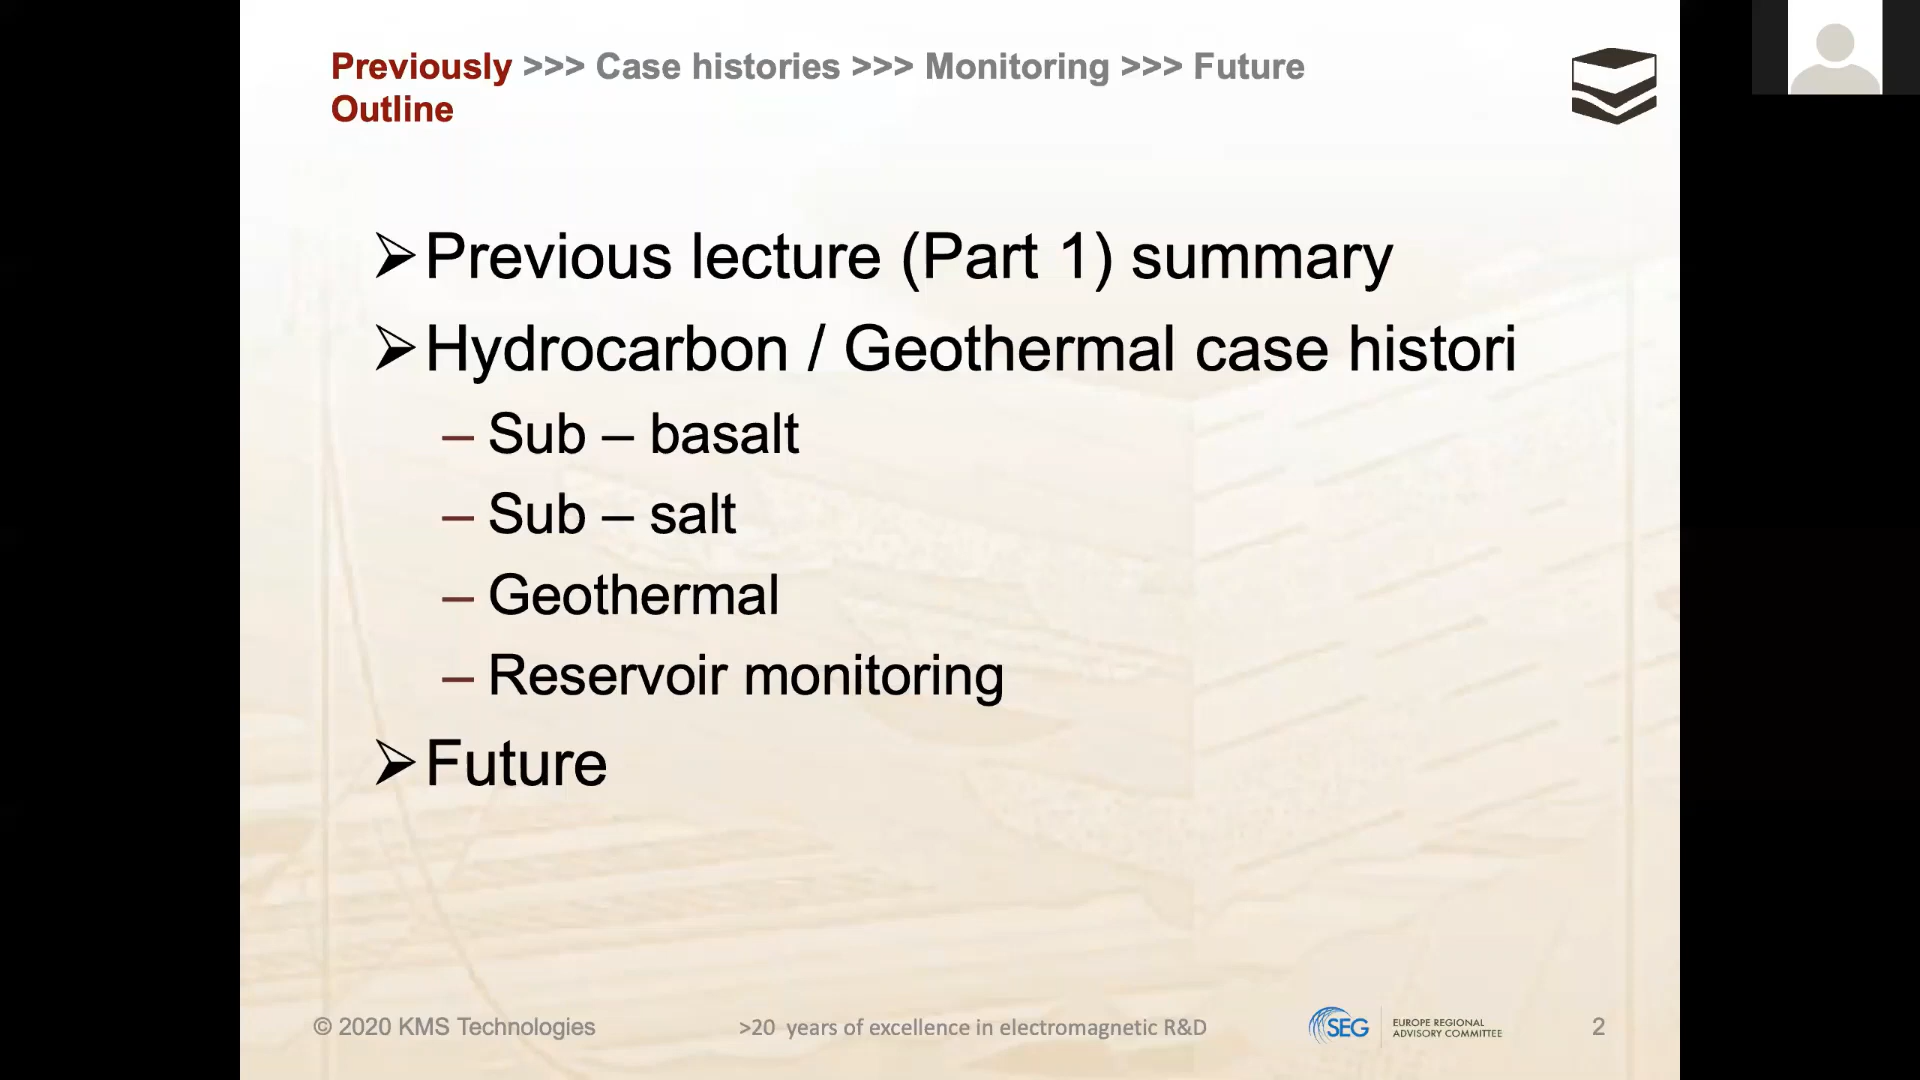 Previously >>> Case histories >>> Monitoring >>> Future
Outline
➢Previous lecture (Part 1) summary
➢Hydrocarbon / Geothermal case histori
– Sub – basalt
– Sub – salt
– Geothermal
– Reservoir monitoring
➢Future
© 2020 KMS Technologies
>20 years of excellence in electromagnetic R&D
SEG
EUROPE REGIONAL
ADVISORY COMMITTEE
2